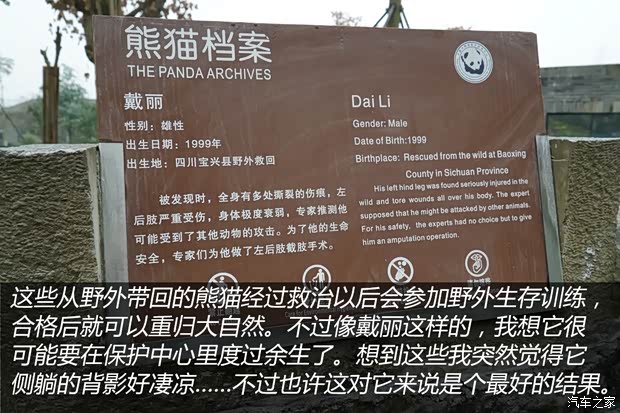 熊猫档案
THE PANDA ARCHIVES
戴丽
性别：雄性
出生日期：1999年
出生地：四川宝兴县野外救回
被发现时，全身有多处撕裂的伤痕，左
后肢严重受伤，身体极度衰弱，专家推测他
可能受到了其他动物的攻击。为了他的生命
安全，专家们为他做了左后肢截肢手术。
Dai Li
Gender: Male
Date of Birth:1999
Birthplace: Rescued from the wild at Baoxing
County in Sichuan Province
His left hind leg was found seriously injured in the
wild and tore wounds all over his body. The expert
supposed that he might be attacked by other animals.
For his safety, the experts had no choice but to give
him an amputation operation.
这些从野外带回的熊猫经过救治以后会参加野外生存训练，
合格后就可以重归大自然。不过像戴丽这样的，我想它很
可能要在保护中心里度过余生了。想到这些我突然觉得它
侧躺的背影好凄凉......不过也许这对它来说是个最好的结果。
汽车之家